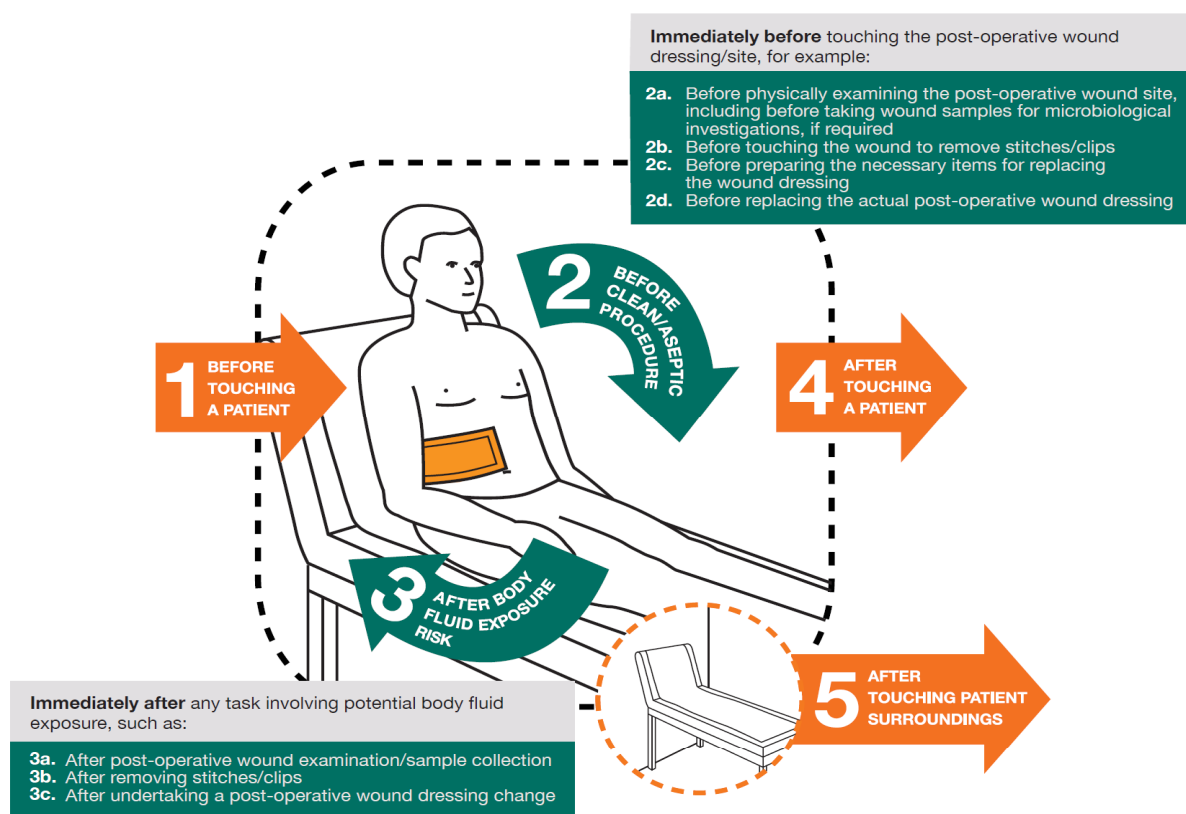 Immediately before touching the post-operative wound
dressing/site, for example:
2a. Before physically examining the post-operative wound site,
including before taking wound samples for microbiological
investigations, if required
2b. Before touching the wound to remove stitches/clips
2c. Before preparing the necessary items for replacing
the wound dressing
2d. Before replacing the actual post-operative wound dressing
1
BEFORE
TOUCHING
A PATIENT
2
BEFORE
CLEAN/ASEPTIC
PROCEDURE
4
AFTER
TOUCHING
A PATIENT
3
AFTER BODY
FLUID EXPOSURE
RISK
5
AFTER
TOUCHING PATIENT
SURROUNDINGS
Immediately after any task involving potential body fluid
exposure, such as:
3a. After post-operative wound examination/sample collection
3b. After removing stitches/clips
3c. After undertaking a post-operative wound dressing change